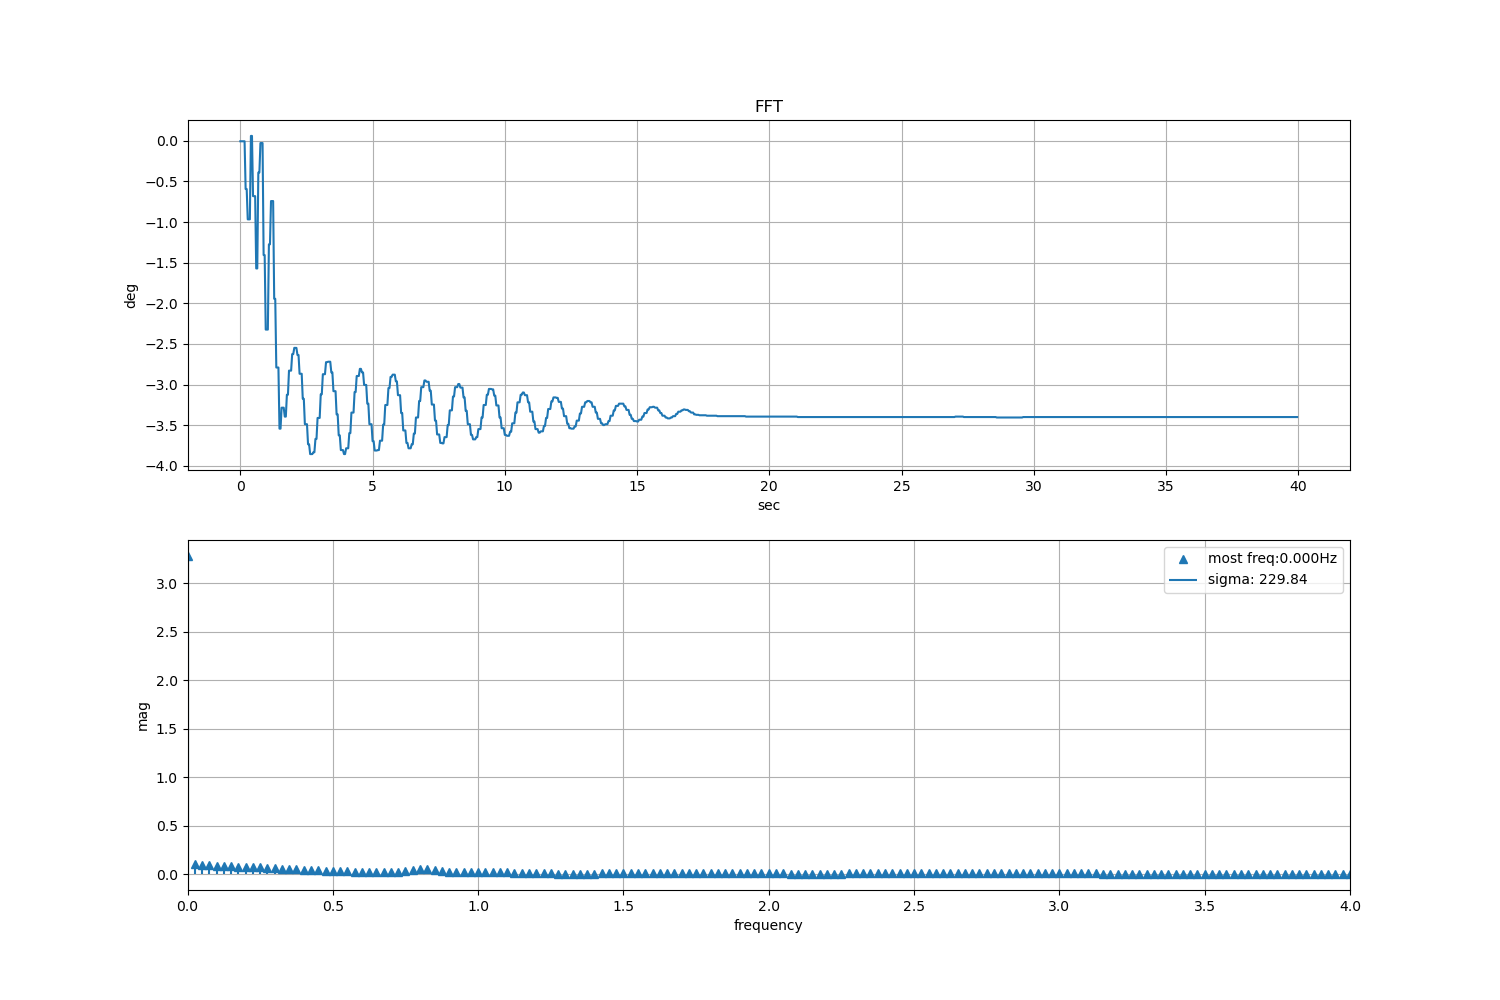 FFT
0.0
−0.5
−1.0
−1.5
−2.0
−2.5
−3.0
−3.5
−4.0
deg
0 5 10 15 20 25 30 35 40
sec
most freq:0.000Hz
sigma: 229.84
3.0
2.5
2.0
1.5
1.0
0.5
0.0
mag
0.0 0.5 1.0 1.5 2.0 2.5 3.0 3.5 4.0
frequency